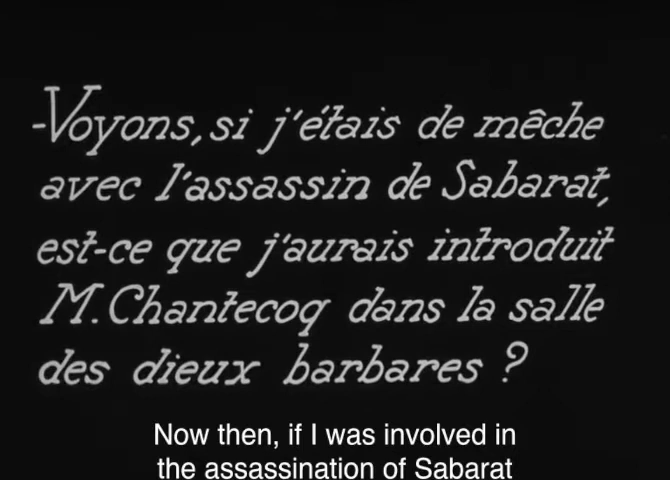 -Voyons, si j'étais de mêche
avec l'assassin de Sabarat,
est-ce que j'aurais introduit
M. Chantecoq dans la salle
des dieux barbares ?
Now then, if I was involved in
the assassination of Sabarat